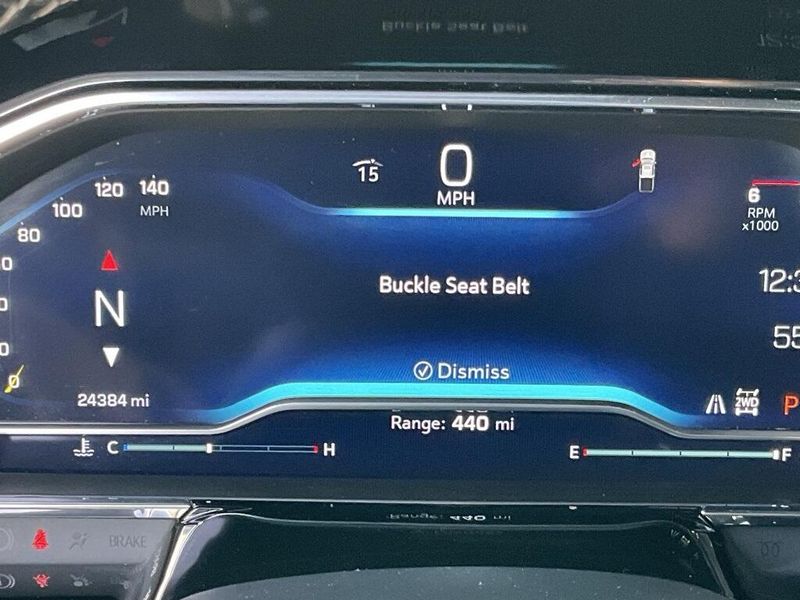 0
MPH
15
120 140
MPH
100
80
6
RPM
x1000
N
Buckle Seat Belt
Dismiss
0
24384 mi
2WD
P
Range: 440 mi
C
H
E
F
BRAKE